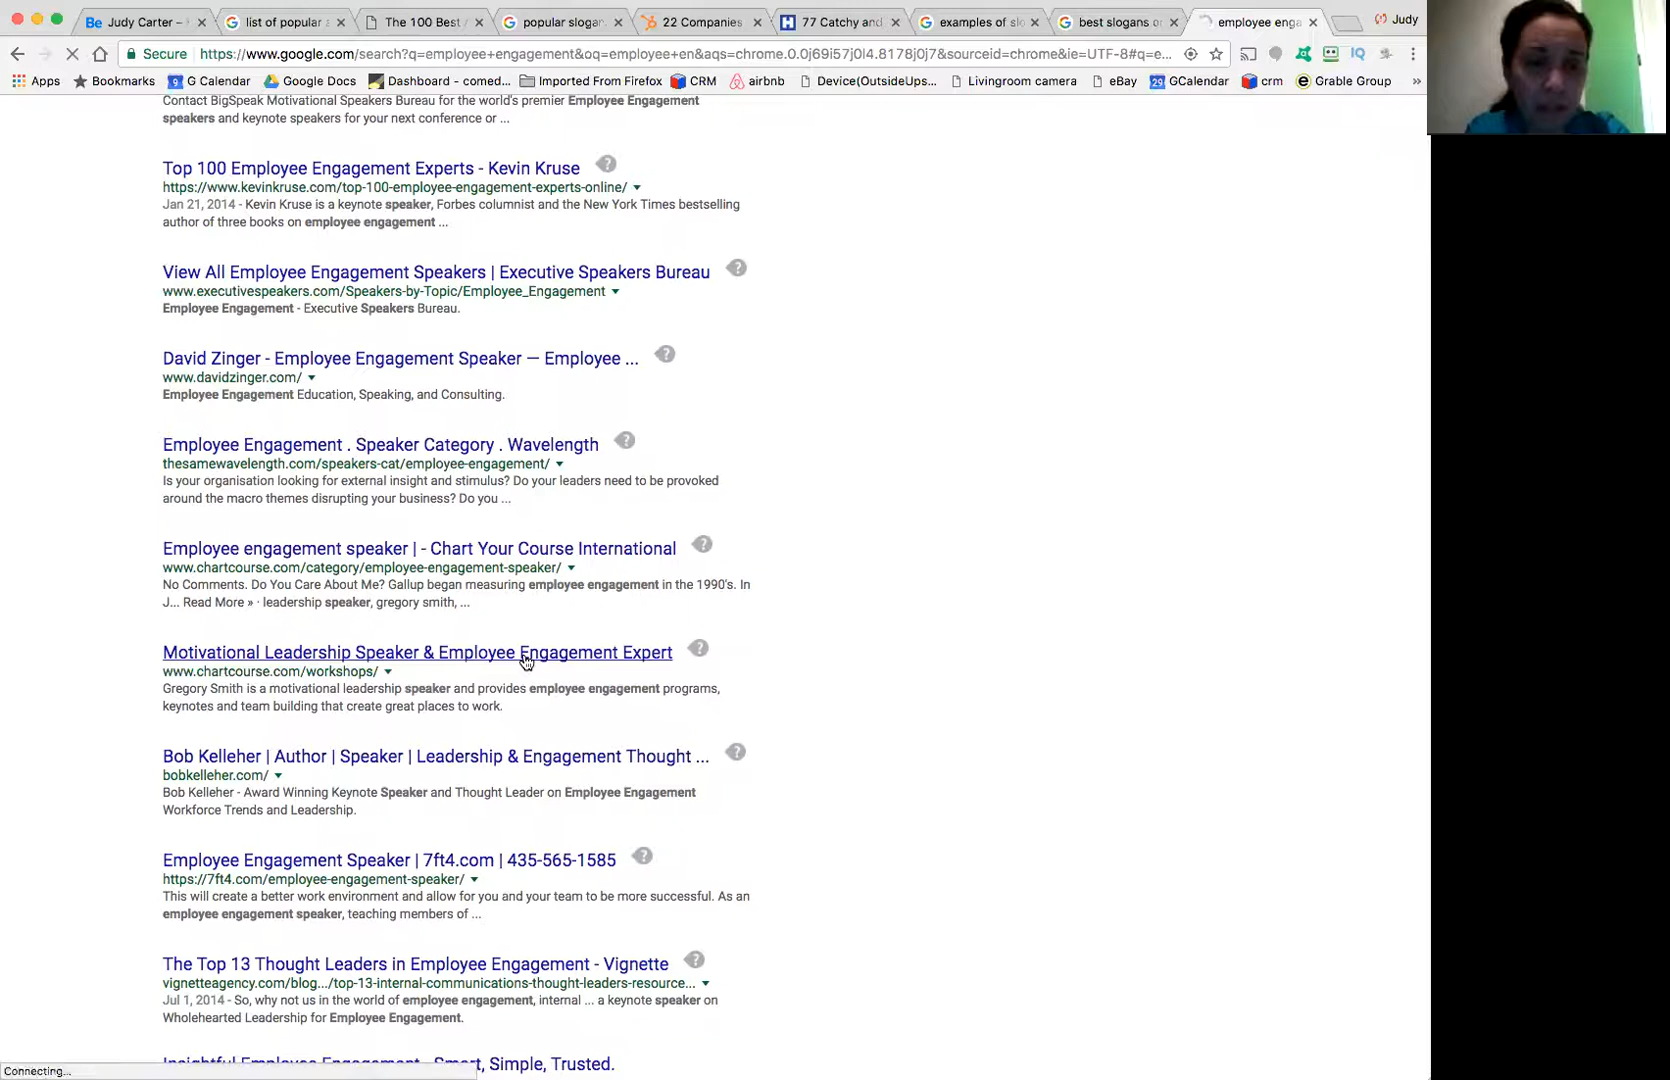 Judy Carter –
list of popular
The 100 Best
popular slogan
22 Companies
77 Catchy and
examples of slo
best slogans o
employee enga
Judy
Secure
https://www.google.com/search?q=employee+engagement&oq=employee+en&aqs=chrome.0.0j69i57j0l4.8178j0j7&sourceid=chrome&ie=UTF-8#q=e...
Apps
Bookmarks
G Calendar
Google Docs
Dashboard - comed...
Imported From Firefox
CRM
airbnb
Device(OutsideUps...
Livingroom camera
eBay
GCalendar
crm
Grable Group
»
Contact BigSpeak Motivational Speakers Bureau for the world's premier Employee Engagement
speakers and keynote speakers for your next conference or ...
Top 100 Employee Engagement Experts - Kevin Kruse
https://www.kevinkruse.com/top-100-employee-engagement-experts-online/
Jan 21, 2014 - Kevin Kruse is a keynote speaker, Forbes columnist and the New York Times bestselling
author of three books on employee engagement ...
View All Employee Engagement Speakers | Executive Speakers Bureau
www.executivespeakers.com/Speakers-by-Topic/Employee_Engagement
Employee Engagement - Executive Speakers Bureau.
David Zinger - Employee Engagement Speaker — Employee ...
www.davidzinger.com/
Employee Engagement Education, Speaking, and Consulting.
Employee Engagement . Speaker Category . Wavelength
thesamewavelength.com/speakers-cat/employee-engagement/
Is your organisation looking for external insight and stimulus? Do your leaders need to be provoked
around the macro themes disrupting your business? Do you ...
Employee engagement speaker | - Chart Your Course International
www.chartcourse.com/category/employee-engagement-speaker/
No Comments. Do You Care About Me? Gallup began measuring employee engagement in the 1990's. In
J... Read More » · leadership speaker, gregory smith, ...
Motivational Leadership Speaker & Employee Engagement Expert
www.chartcourse.com/workshops/
Gregory Smith is a motivational leadership speaker and provides employee engagement programs,
keynotes and team building that create great places to work.
Bob Kelleher | Author | Speaker | Leadership & Engagement Thought ...
bobkelleher.com/
Bob Kelleher - Award Winning Keynote Speaker and Thought Leader on Employee Engagement
Workforce Trends and Leadership.
Employee Engagement Speaker | 7ft4.com | 435-565-1585
https://7ft4.com/employee-engagement-speaker/
This will create a better work environment and allow for you and your team to be more successful. As an
employee engagement speaker, teaching members of ...
The Top 13 Thought Leaders in Employee Engagement - Vignette
vignetteagency.com/blog.../top-13-internal-communications-thought-leaders-resource...
Jul 1, 2014 - So, why not us in the world of employee engagement, internal ... a keynote speaker on
Wholehearted Leadership for Employee Engagement.
Insightful Employee Engagement - Smart, Simple, Trusted.
Connecting...